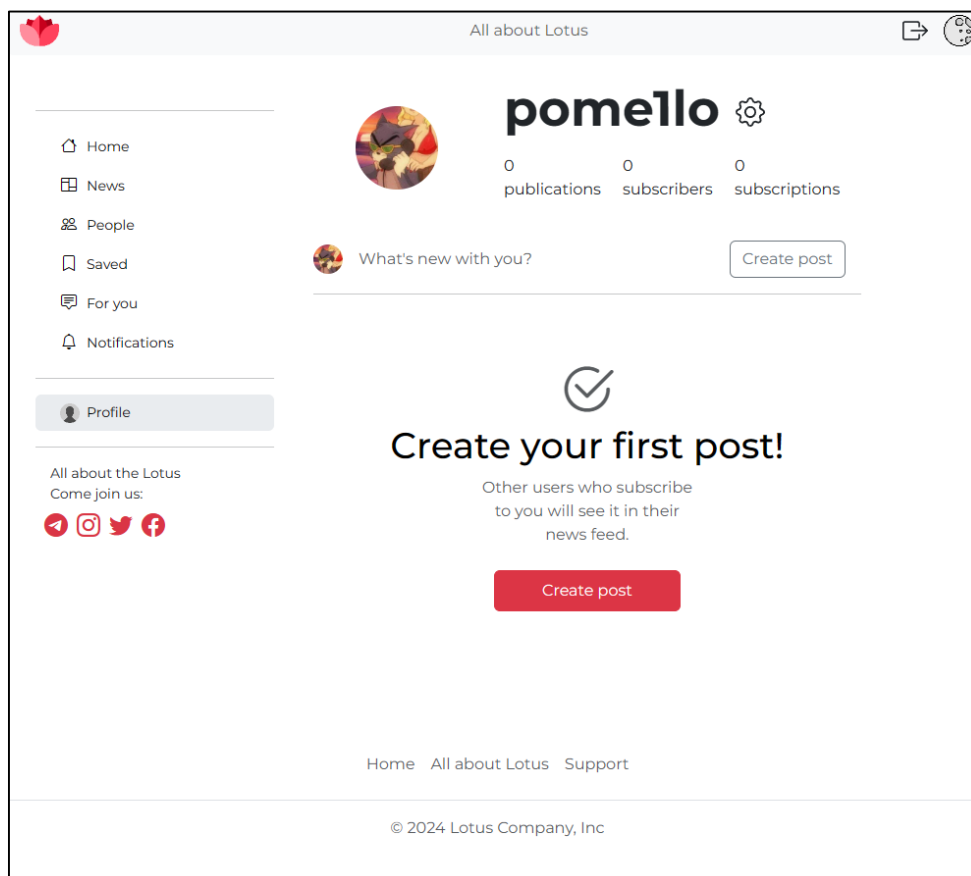 All about Lotus
Home
News
People
Saved
For you
Notifications
Profile
All about the Lotus
Come join us:
pome1lo
0 0 0
publications subscribers subscriptions
What's new with you? Create post
Create your first post!
Other users who subscribe
to you will see it in their
news feed.
Create post
Home All about Lotus Support
© 2024 Lotus Company, Inc